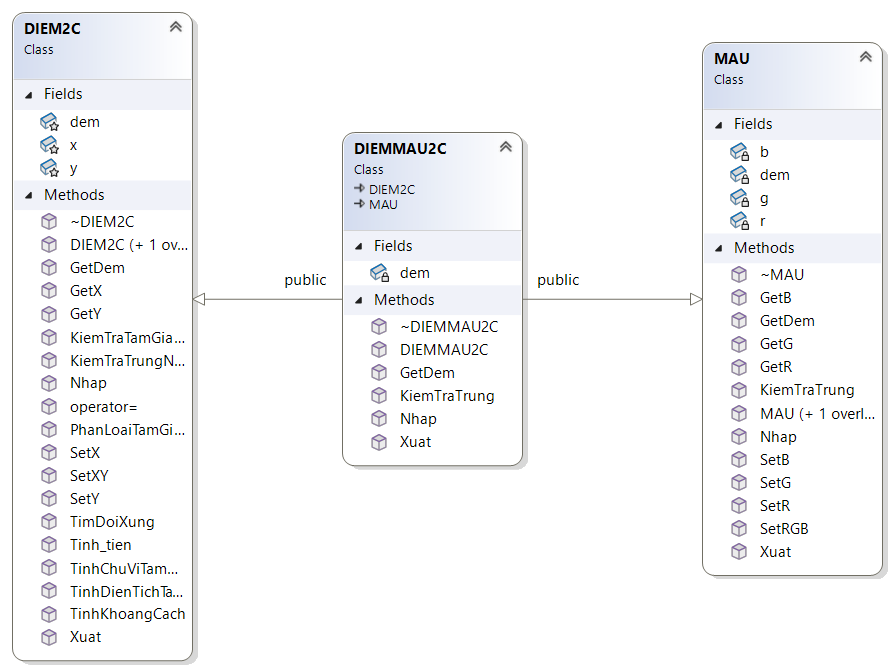 DIEM2C
Class
Fields
dem
x
y
Methods
~DIEM2C
DIEM2C (+ 1 ov...
GetDem
GetX
GetY
KiemTraTamGia...
KiemTraTrungN...
Nhap
operator=
PhanLoaiTamGi...
SetX
SetXY
SetY
TimDoiXung
Tinh_tien
TinhChuViTam...
TinhDienTichTa...
TinhKhoangCach
Xuat
public
DIEMMAU2C
Class
DIEM2C
MAU
Fields
dem
Methods
~DIEMMAU2C
DIEMMAU2C
GetDem
KiemTraTrung
Nhap
Xuat
public
MAU
Class
Fields
b
dem
g
r
Methods
~MAU
GetB
GetDem
GetG
GetR
KiemTraTrung
MAU (+ 1 overl...
Nhap
SetB
SetG
SetR
SetRGB
Xuat